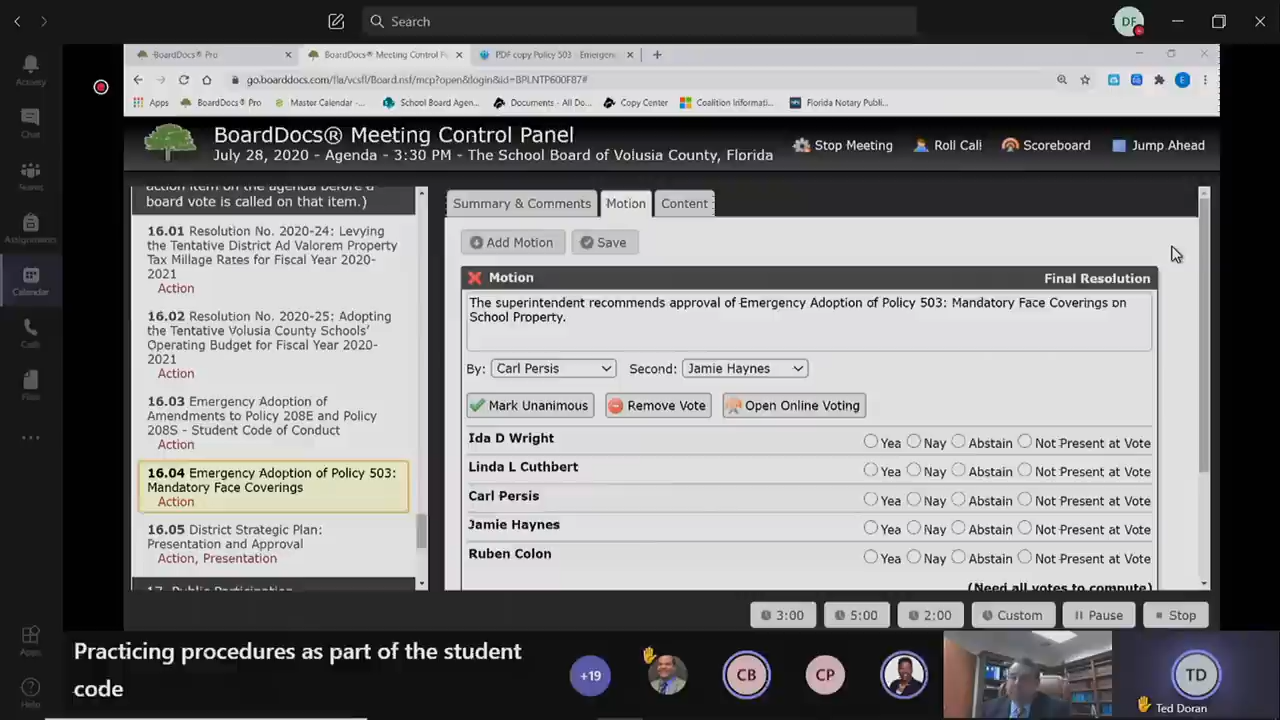 Search
DF
Activity
Chat
Teams
Assignments
Calendar
Calls
Files
Apps
Help
BoardDocs® Pro
BoardDocs® Meeting Control P
PDF copy Policy 503 - Emergen
go.boarddocs.com/fla/vcsfl/Board.nsf/mcp?open&login&id=BPLNTP600F87#
Apps
BoardDocs® Pro
Master Calendar -...
School Board Agen...
Documents - All Do...
Copy Center
Coalition Informati...
Florida Notary Publi...
BoardDocs® Meeting Control Panel
July 28, 2020 - Agenda - 3:30 PM - The School Board of Volusia County, Florida
Stop Meeting
Roll Call
Scoreboard
Jump Ahead
action item on the agenda before a
board vote is called on that item.)
16.01 Resolution No. 2020-24: Levying
the Tentative District Ad Valorem Property
Tax Millage Rates for Fiscal Year 2020-
2021
Action
16.02 Resolution No. 2020-25: Adopting
the Tentative Volusia County Schools'
Operating Budget for Fiscal Year 2020-
2021
Action
16.03 Emergency Adoption of
Amendments to Policy 208E and Policy
208S - Student Code of Conduct
Action
16.04 Emergency Adoption of Policy 503:
Mandatory Face Coverings
Action
16.05 District Strategic Plan:
Presentation and Approval
Action, Presentation
17. Public Participation
Summary & Comments
Motion
Content
Add Motion
Save
Motion
Final Resolution
The superintendent recommends approval of Emergency Adoption of Policy 503: Mandatory Face Coverings on
School Property.
By: Carl Persis Second: Jamie Haynes
Mark Unanimous
Remove Vote
Open Online Voting
Ida D Wright Yea Nay Abstain Not Present at Vote
Linda L Cuthbert Yea Nay Abstain Not Present at Vote
Carl Persis Yea Nay Abstain Not Present at Vote
Jamie Haynes Yea Nay Abstain Not Present at Vote
Ruben Colon Yea Nay Abstain Not Present at Vote
(Need all votes to compute)
3:00
5:00
2:00
Custom
Pause
Stop
Practicing procedures as part of the student
code
+19
CB
CP
TD
Ted Doran